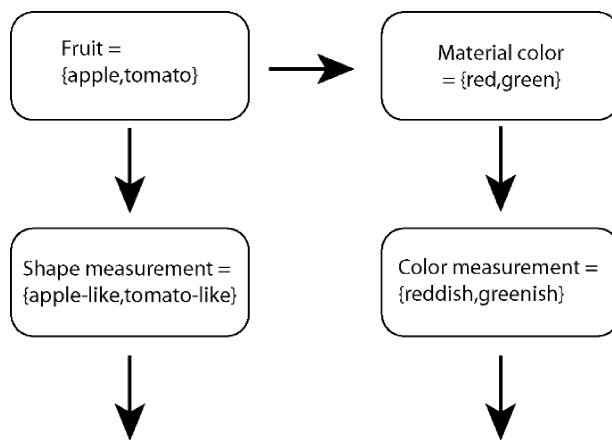 Fruit =
{apple,tomato}
Material color
= {red,green}
Shape measurement =
{apple-like,tomato-like}
Color measurement =
{reddish,greenish}